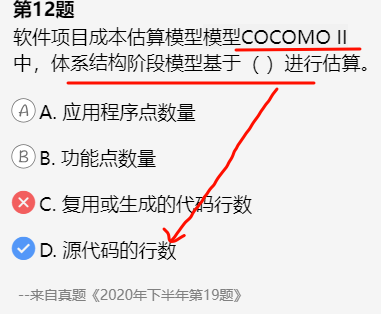 第12题
软件项目成本估算模型模型COCOMO II
中，体系结构阶段模型基于（ ）进行估算。
A A. 应用程序点数量
B B. 功能点数量
C. 复用或生成的代码行数
D. 源代码的行数
--来自真题《2020年下半年第19题》